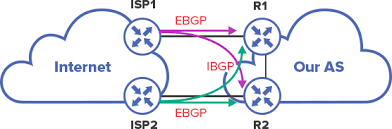 ISP1
R1
EBGP
Internet
IBGP
Our AS
EBGP
ISP2
R2